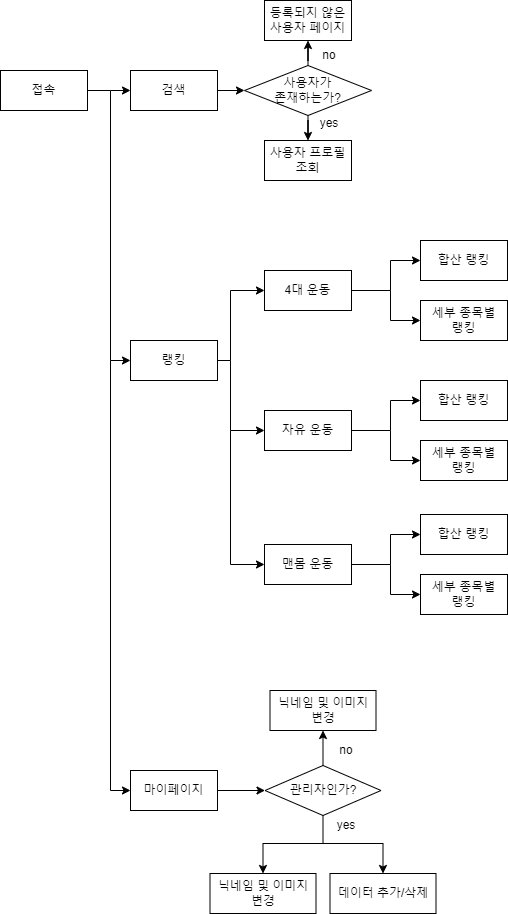 등록되지 않은
사용자 페이지
no
접속
검색
사용자가
존재하는가?
yes
사용자 프로필
조회
합산 랭킹
4대 운동
세부 종목별
랭킹
랭킹
합산 랭킹
자유 운동
세부 종목별
랭킹
합산 랭킹
맨몸 운동
세부 종목별
랭킹
닉네임 및 이미지
변경
no
마이페이지
관리자인가?
yes
닉네임 및 이미지
변경
데이터 추가/삭제